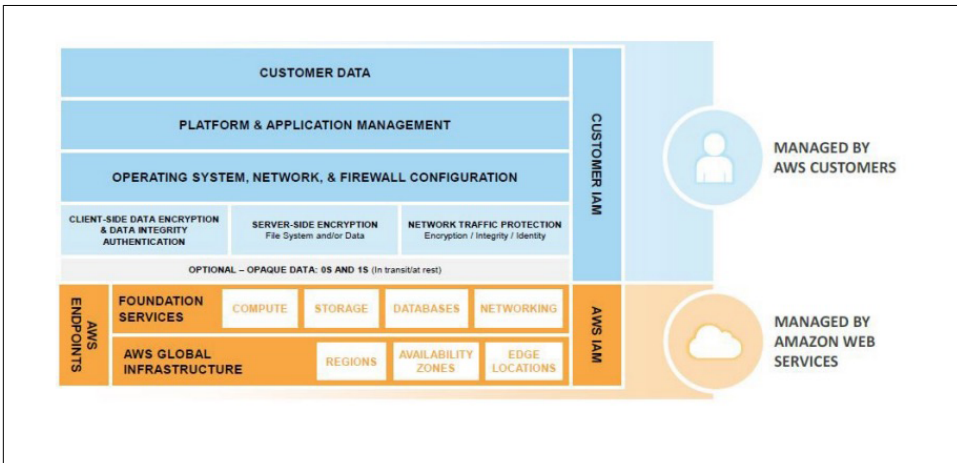 CUSTOMER DATA
PLATFORM & APPLICATION MANAGEMENT
OPERATING SYSTEM, NETWORK, & FIREWALL CONFIGURATION
CLIENT-SIDE DATA ENCRYPTION
& DATA INTEGRITY
AUTHENTICATION
SERVER-SIDE ENCRYPTION
File System and/or Data
NETWORK TRAFFIC PROTECTION
Encryption / Integrity / Identity
OPTIONAL – OPAQUE DATA: 0S AND 1S (In transit/at rest)
CUSTOMER IAM
MANAGED BY
AWS CUSTOMERS
AWS
ENDPOINTS
FOUNDATION
SERVICES
COMPUTE
STORAGE
DATABASES
NETWORKING
AWS GLOBAL
INFRASTRUCTURE
REGIONS
AVAILABILITY
ZONES
EDGE
LOCATIONS
AWS IAM
MANAGED BY
AMAZON WEB
SERVICES